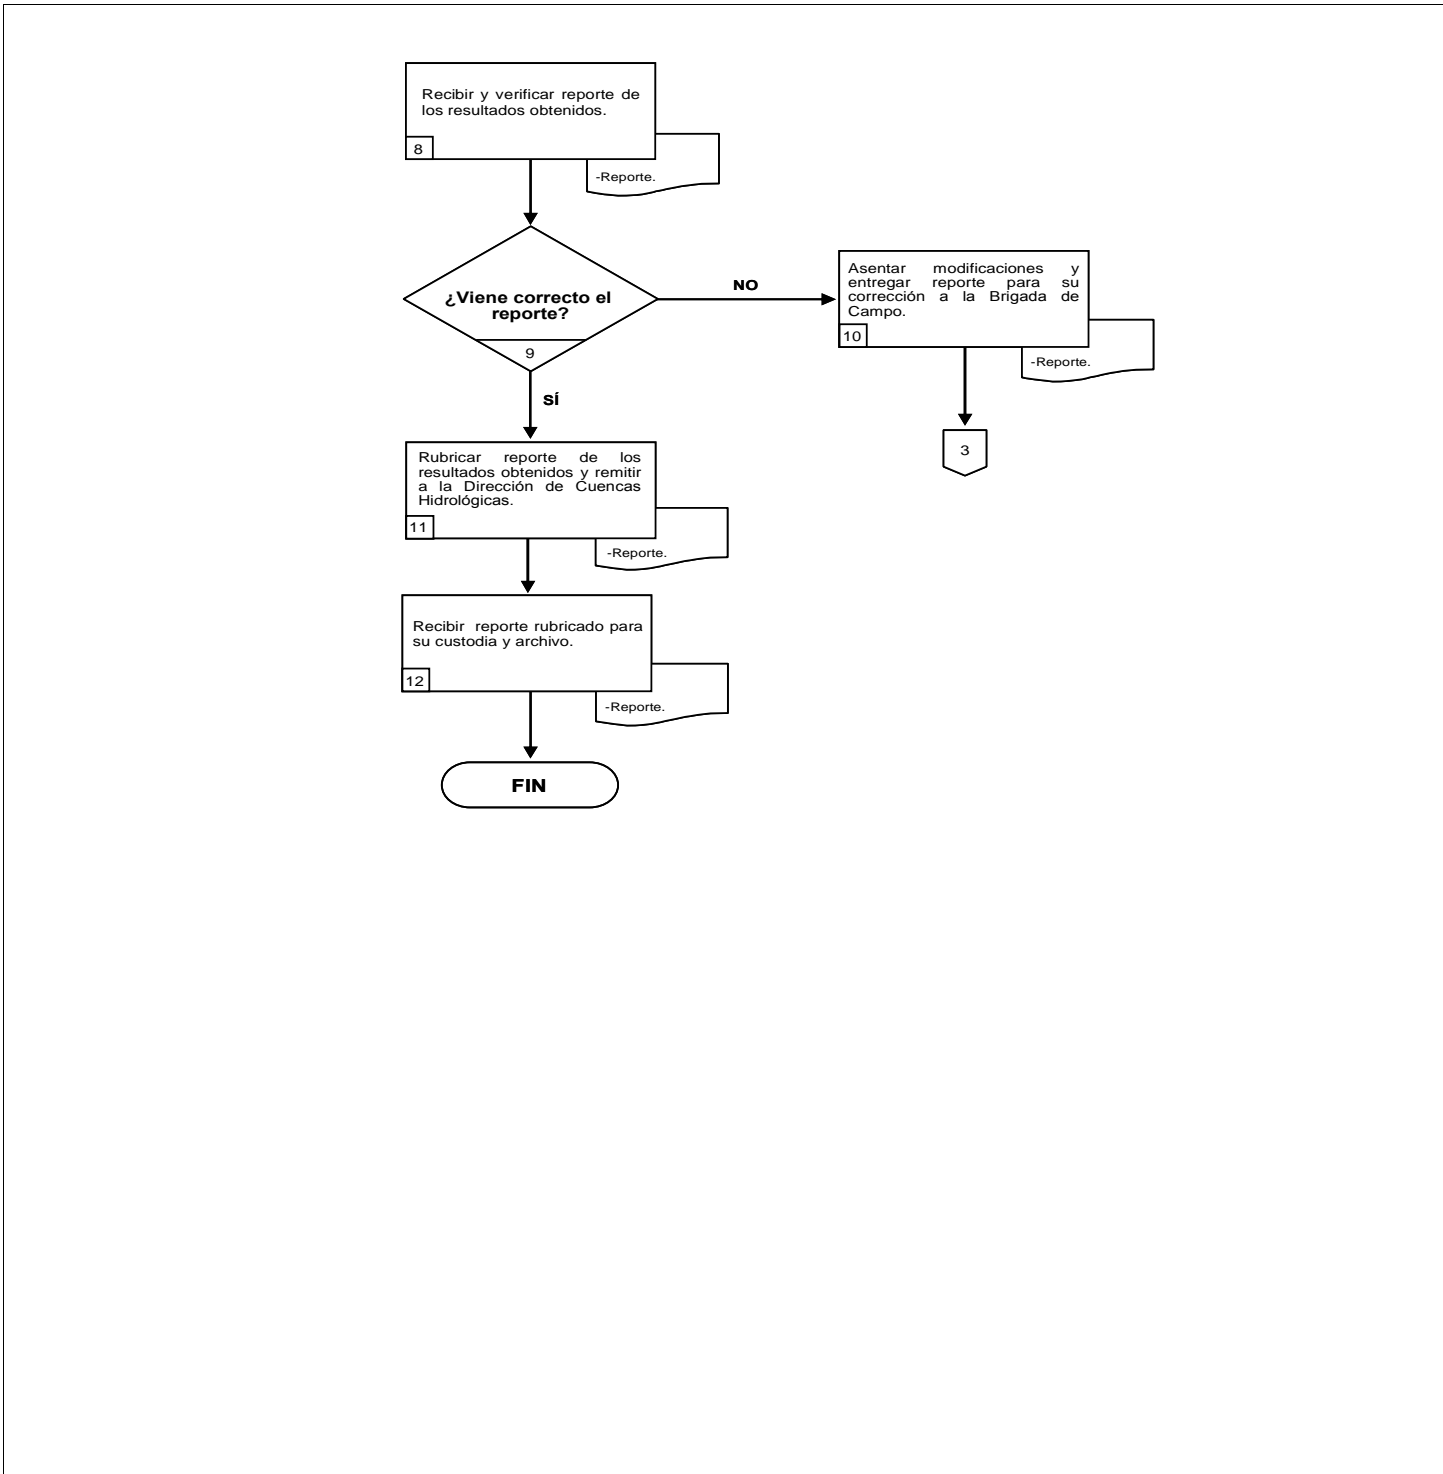 Recibir y verificar reporte de
los resultados obtenidos.
8
-Reporte.
¿Viene correcto el
reporte?
9
NO
Asentar modificaciones y
entregar reporte para su
corrección a la Brigada de
Campo.
10
-Reporte.
3
SÍ
Rubricar reporte de los
resultados obtenidos y remitir
a la Dirección de Cuencas
Hidrológicas.
11
-Reporte.
Recibir reporte rubricado para
su custodia y archivo.
12
-Reporte.
FIN